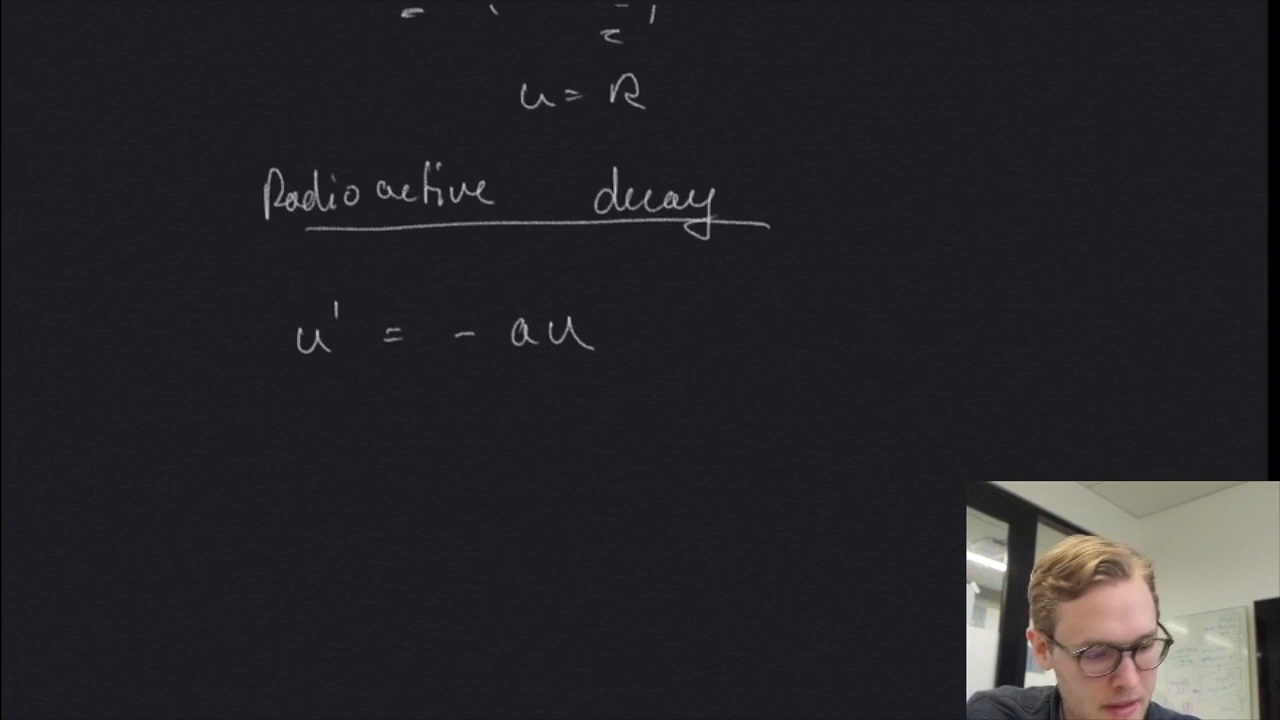 u = R
Radioactive decay
u' = - au